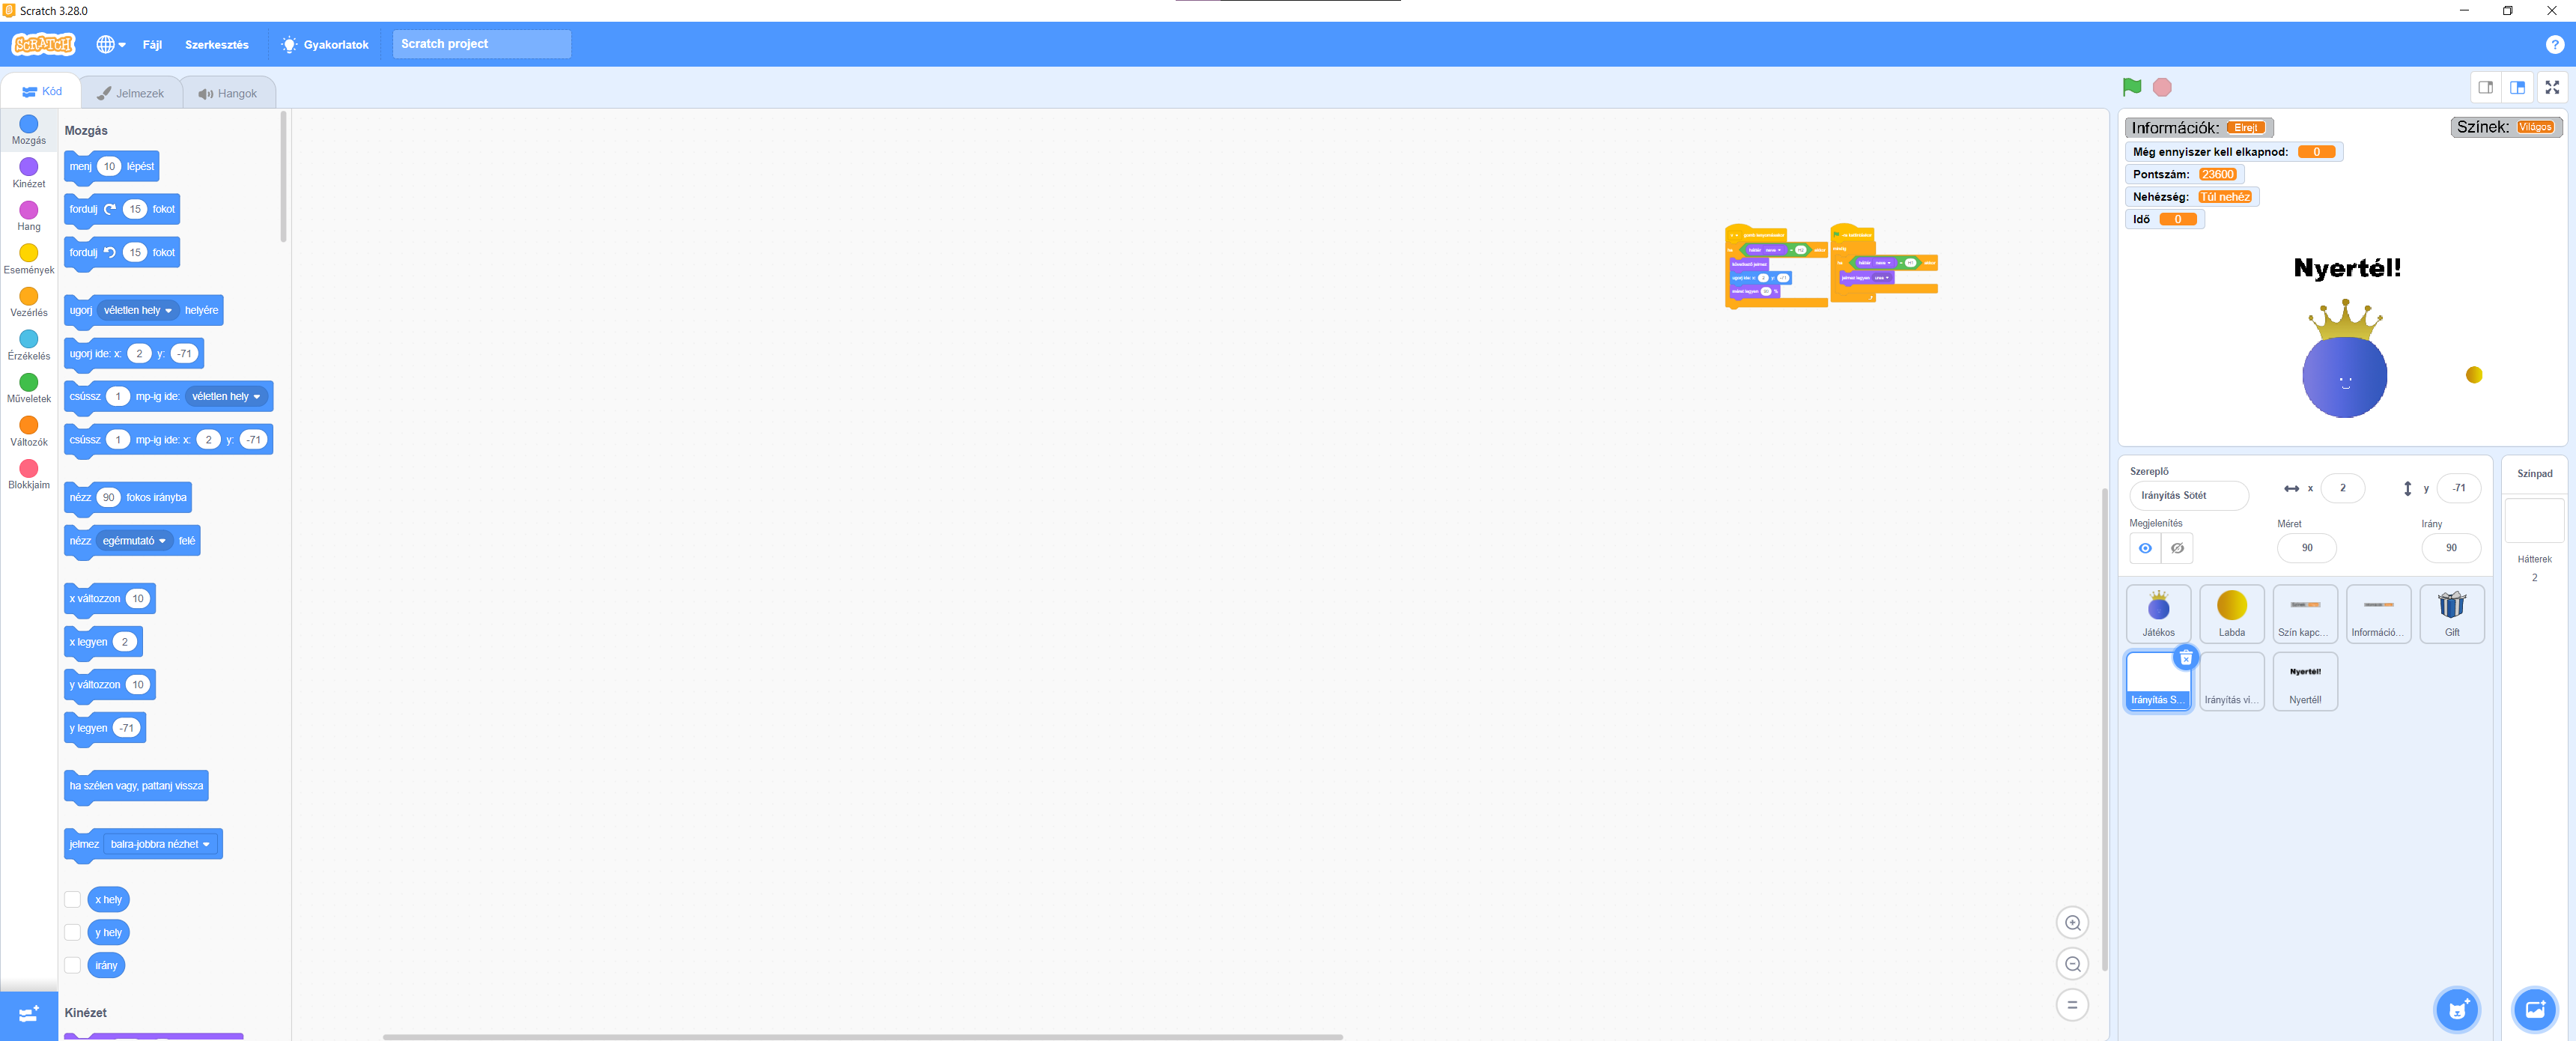 Scratch 3.28.0
SCRATCH
Fájl
Szerkesztés
Gyakorlatok
Scratch project
?
Kód
Jelmezek
Hangok
Mozgás
Kinézet
Hang
Események
Vezérlés
Érzékelés
Műveletek
Változók
Blokkjaim
Mozgás
menj 10 lépést
fordulj 15 fokot
fordulj 15 fokot
ugorj véletlen hely helyére
ugorj ide: x: 2 y: -71
csússz 1 mp-ig ide: véletlen hely
csússz 1 mp-ig ide: x: 2 y: -71
nézz 90 fokos irányba
nézz egérmutató felé
x változzon 10
x legyen 2
y változzon 10
y legyen -71
ha szélen vagy, pattanj vissza
jelmez balra-jobbra nézhet
x hely
y hely
irány
Kinézet
Információk: Elrejt
Színek: Világos
Még ennyiszer kell elkapnod: 0
Pontszám: 23600
Nehézség: Túl nehéz
Idő 0
Nyertél!
Szereplő
Irányítás Sötét
x 2
y -71
Megjelenítés
Méret
90
Irány
90
Játékos
Labda
Szín kapc...
Információ...
Gift
Irányítás S...
Irányítás vi...
Nyertél!
Nyertél!
Színpad
Hátterek
2